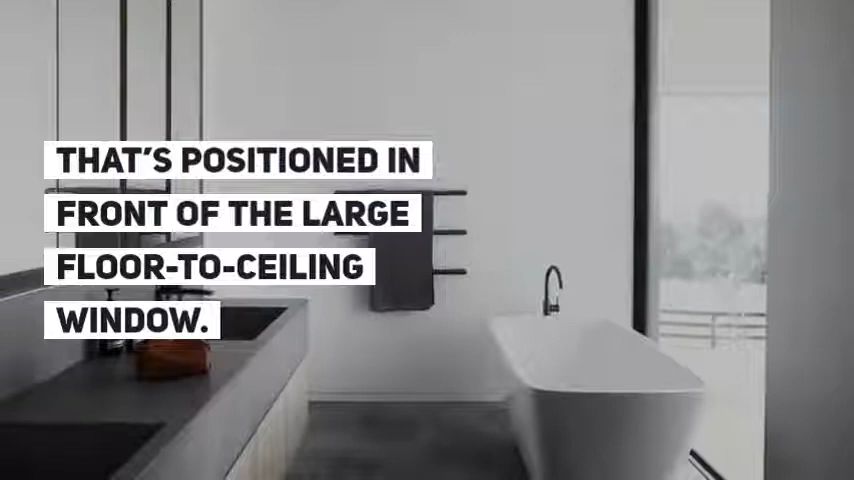 THAT'S POSITIONED IN
FRONT OF THE LARGE
FLOOR-TO-CEILING
WINDOW.